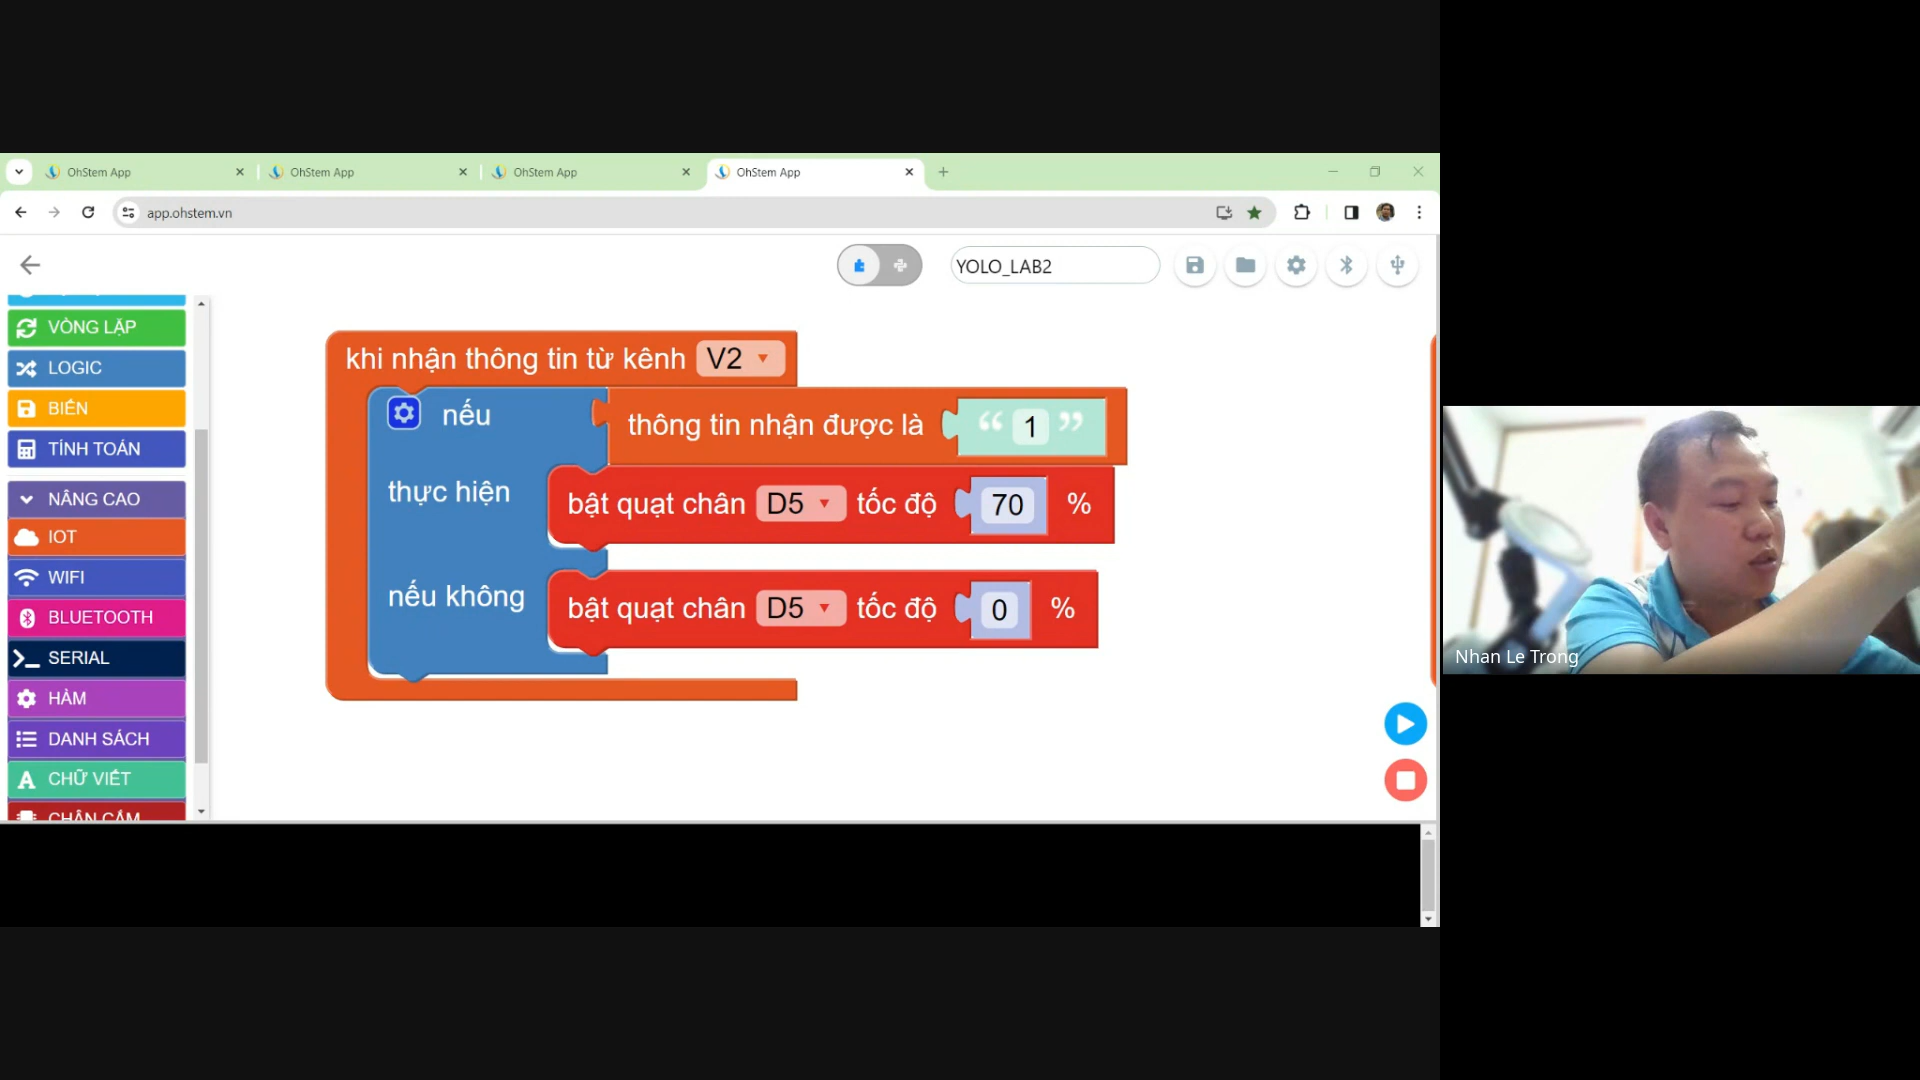 OhStem App
OhStem App
OhStem App
OhStem App
app.ohstem.vn
YOLO_LAB2
VÒNG LẶP
LOGIC
BIẾN
TÍNH TOÁN
NÂNG CAO
IOT
WIFI
BLUETOOTH
SERIAL
HÀM
DANH SÁCH
CHỮ VIẾT
CHÂN CẮM
khi nhận thông tin từ kênh V2
nếu thông tin nhận được là “ 1 ”
thực hiện bật quạt chân D5 tốc độ 70 %
nếu không bật quạt chân D5 tốc độ 0 %
Nhan Le Trong